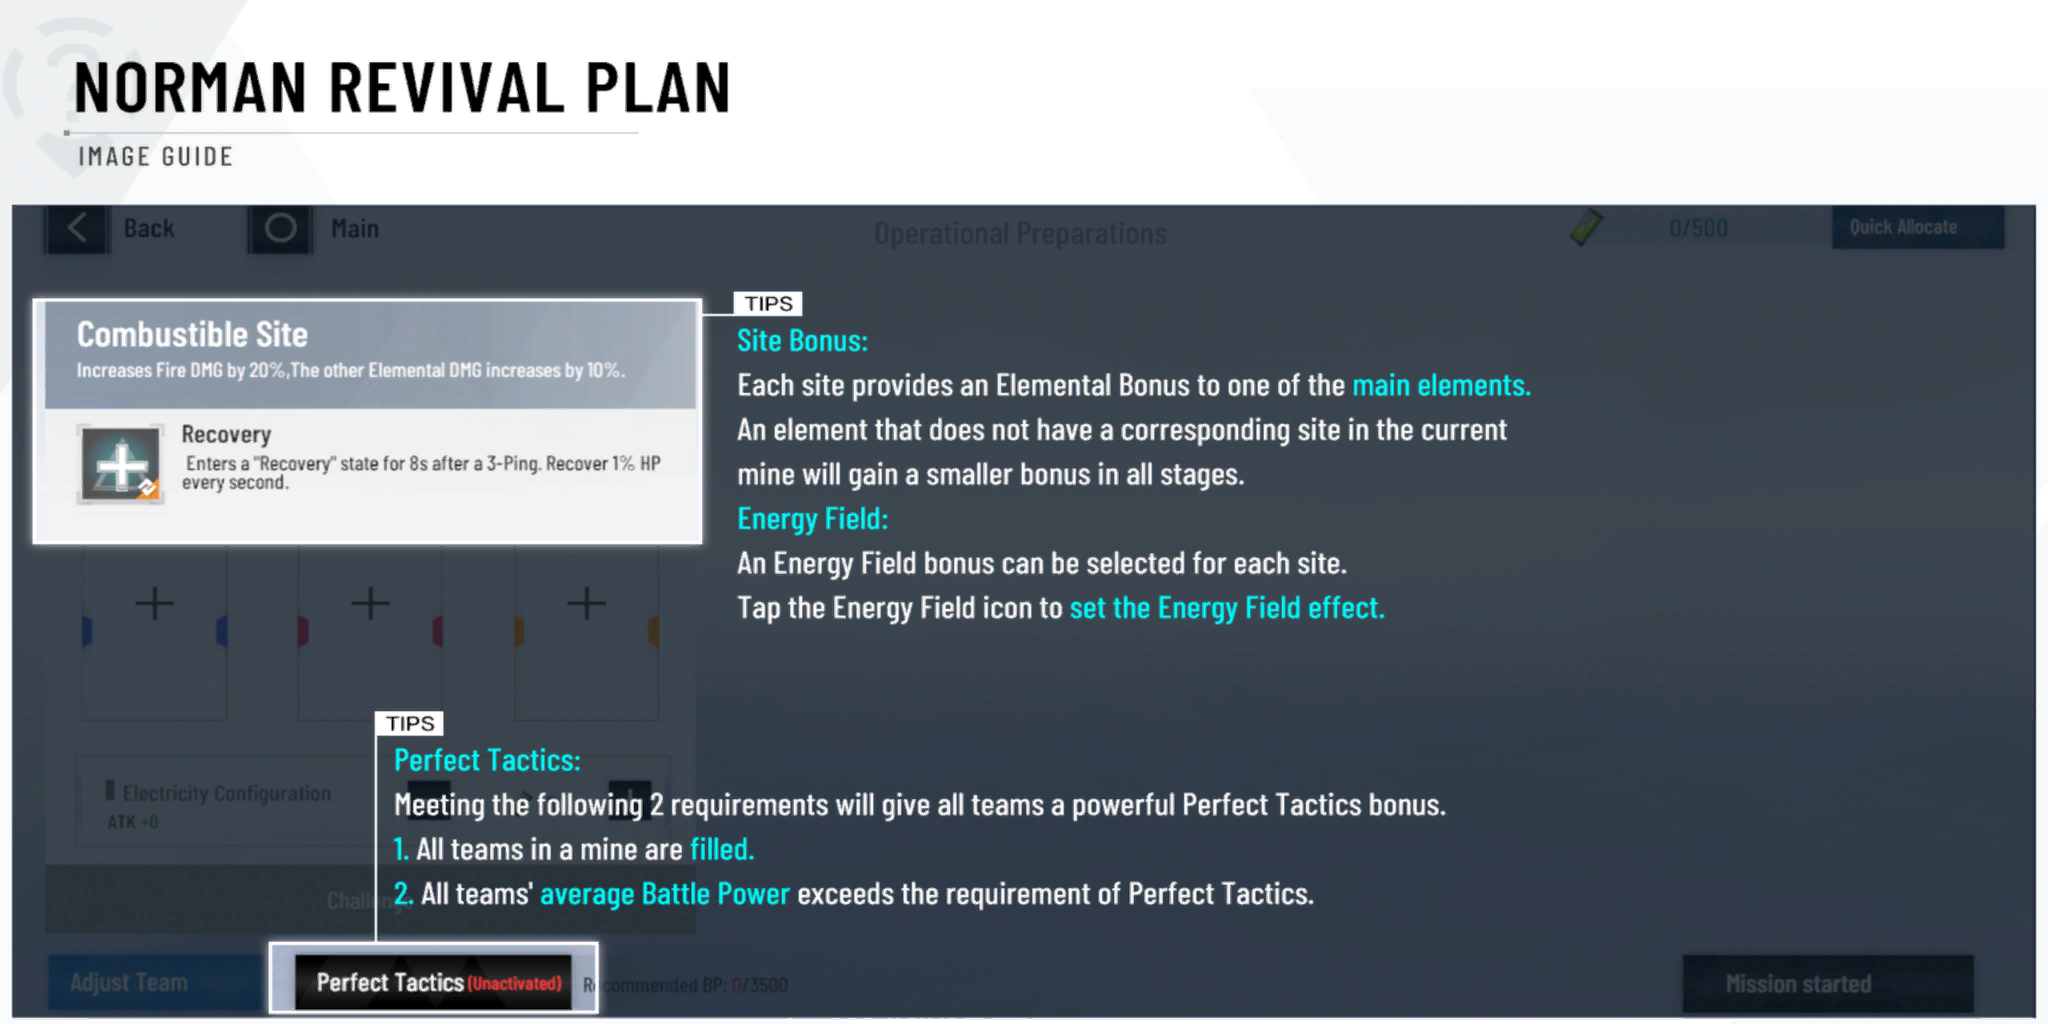 NORMAN REVIVAL PLAN
IMAGE GUIDE
Back
Main
Operational Preparations
0/500
Quick Allocate
Combustible Site
Increases Fire DMG by 20%,The other Elemental DMG increases by 10%.
Recovery
Enters a "Recovery" state for 8s after a 3-Ping. Recover 1% HP
every second.
TIPS
Site Bonus:
Each site provides an Elemental Bonus to one of the main elements.
An element that does not have a corresponding site in the current
mine will gain a smaller bonus in all stages.
Energy Field:
An Energy Field bonus can be selected for each site.
Tap the Energy Field icon to set the Energy Field effect.
TIPS
Perfect Tactics:
Meeting the following 2 requirements will give all teams a powerful Perfect Tactics bonus.
1. All teams in a mine are filled.
2. All teams' average Battle Power exceeds the requirement of Perfect Tactics.
Electricity Configuration
ATK +0
Adjust Team
Perfect Tactics(Unactivated)
Recommended BP: 0/3500
Mission started